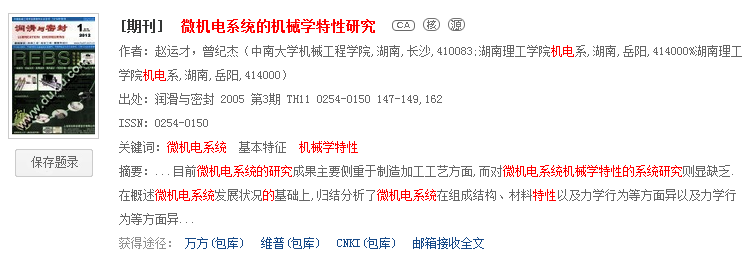 润滑与密封
1
2012
REBS
www.du
[期刊] 微机电系统的机械学特性研究 CA 核 源
作者: 赵运才，曾纪杰（中南大学机械工程学院,湖南,长沙,410083;湖南理工学院机电系,湖南,岳阳,414000%湖南理工
学院机电系,湖南,岳阳,414000）
出处: 润滑与密封 2005 第3期 TH11 0254-0150 147-149,162
ISSN: 0254-0150
关键词: 微机电系统 基本特征 机械学特性
摘要: ...目前微机电系统的研究成果主要侧重于制造加工工艺方面,而对微机电系统机械学特性的系统研究则显缺乏.
在概述微机电系统发展状况的基础上,归结分析了微机电系统在组成结构、材料特性以及力学行为等方面异以及力学行
为等方面异...
获得途径: 万方(包库) 维普(包库) CNKI(包库) 邮箱接收全文
保存题录